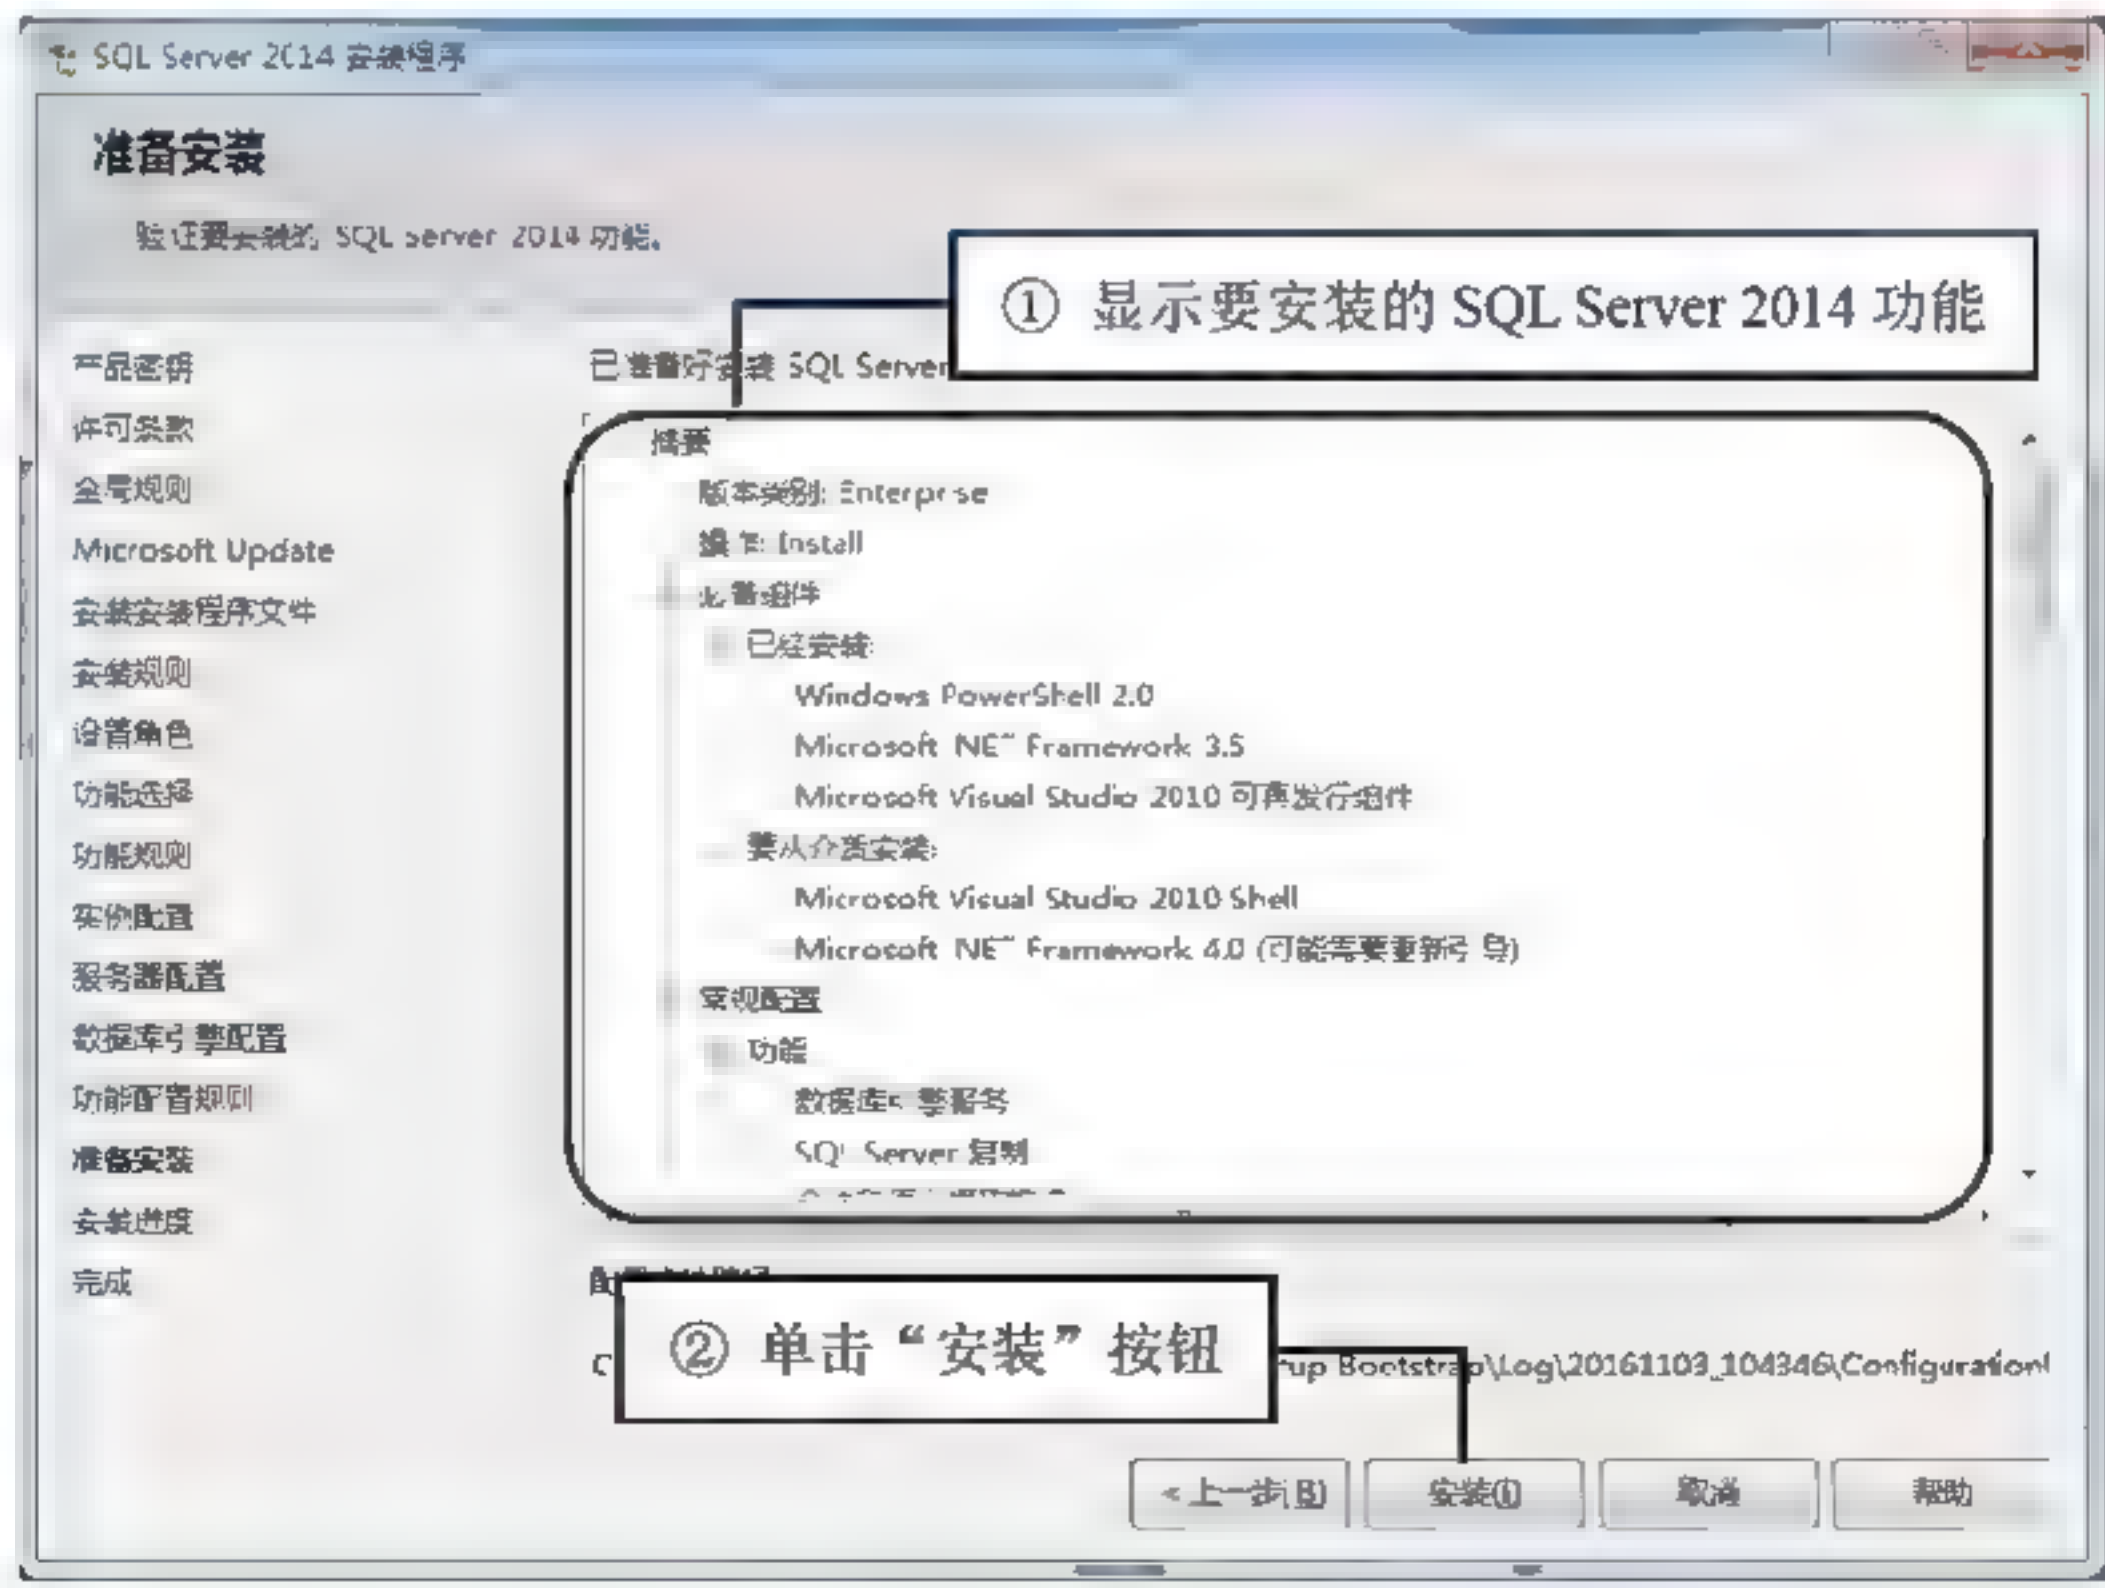 SQL Server 2014 安装程序
准备安装
验证要安装的 SQL Server 2014 功能。
① 显示要安装的 SQL Server 2014 功能
产品密钥
许可条款
全局规则
Microsoft Update
安装安装程序文件
安装规则
设置角色
功能选择
功能规则
实例配置
服务器配置
数据库引擎配置
功能配置规则
准备安装
安装进度
完成
已准备好安装 SQL Server
摘要
版本类别: Enterprise
操作: Install
必备组件
已经安装:
Windows PowerShell 2.0
Microsoft .NET Framework 3.5
Microsoft Visual Studio 2010 可再发行组件
要从介质安装:
Microsoft Visual Studio 2010 Shell
Microsoft .NET Framework 4.0 (可能需要重新引导)
常规配置
功能
数据库引擎服务
SQL Server 复制
② 单击“安装”按钮
up Bootstrap\Log\20161103_104346\Configuration
< 上一步(B)
安装(I)
取消
帮助